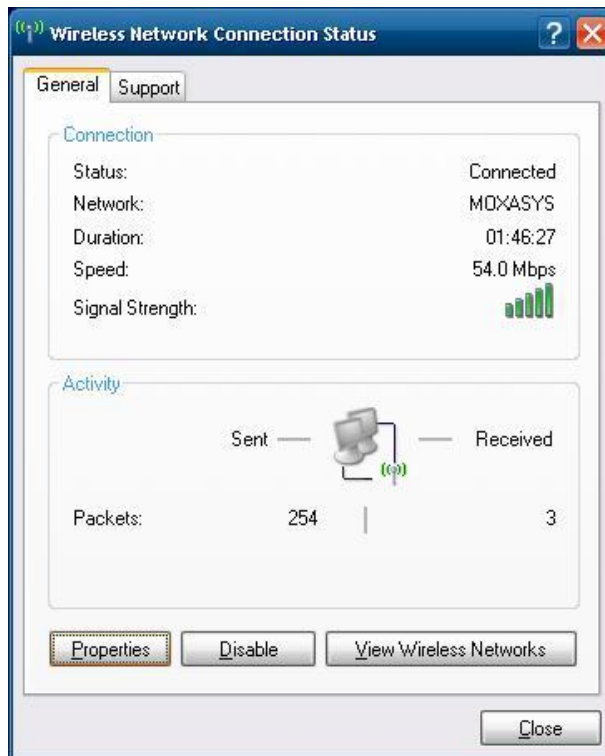 Wireless Network Connection Status
General Support
Connection
Status: Connected
Network: MOXASYS
Duration: 01:46:27
Speed: 54.0 Mbps
Signal Strength:
Activity
Sent Received
Packets: 254 3
Properties Disable View Wireless Networks
Close